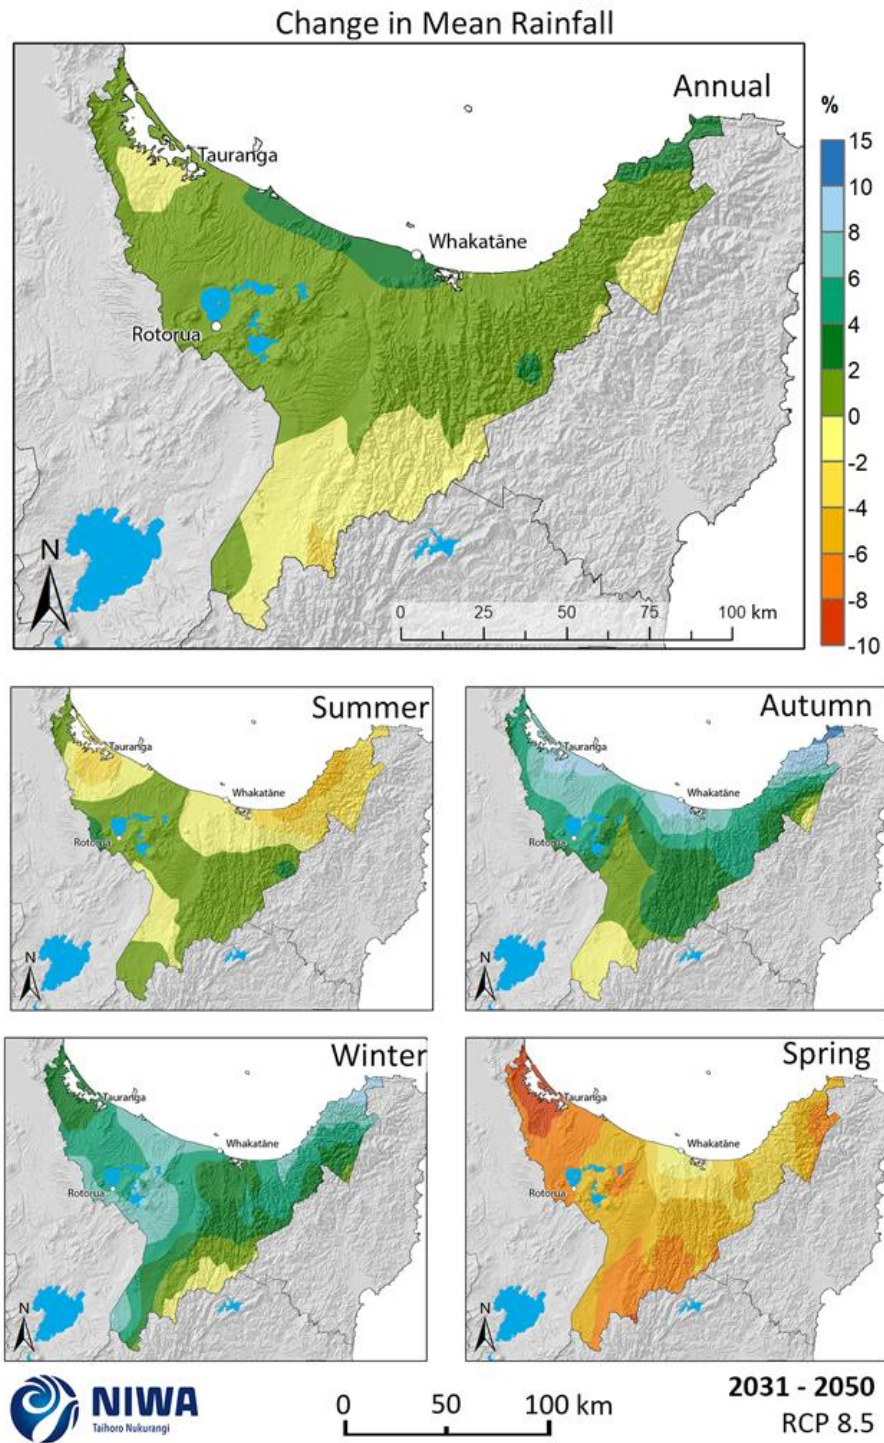 Change in Mean Rainfall
Annual
%
15
10
8
6
4
2
0
-2
-4
-6
-8
-10
Tauranga
Whakatāne
Rotorua
N
0 25 50 75 100 km
Summer
Tauranga
Whakatāne
Rotorua
N
Autumn
Tauranga
Whakatāne
Rotorua
N
Winter
Tauranga
Whakatāne
Rotorua
N
Spring
Tauranga
Whakatāne
Rotorua
N
NIWA
Taihoro Nukurangi
0 50 100 km
2031 - 2050
RCP 8.5